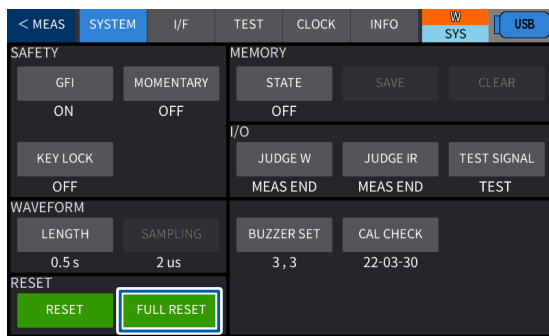 < MEAS SYSTEM I/F TEST CLOCK INFO W SYS USB
SAFETY
GFI MOMENTARY
ON OFF
KEY LOCK
OFF
MEMORY
STATE SAVE CLEAR
OFF
I/O
JUDGE W JUDGE IR TEST SIGNAL
MEAS END MEAS END TEST
WAVEFORM
LENGTH SAMPLING
0.5 s 2 us
BUZZER SET CAL CHECK
3 , 3 22-03-30
RESET
RESET FULL RESET